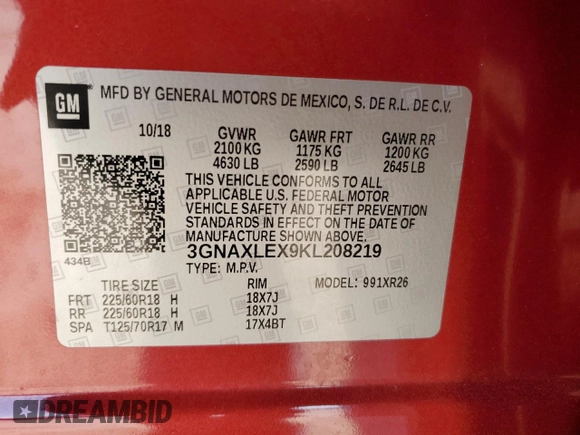 GM
MFD BY GENERAL MOTORS DE MEXICO, S. DE R.L. DE C.V.
10/18 GVWR GAWR FRT GAWR RR
2100 KG 1175 KG 1200 KG
4630 LB 2590 LB 2645 LB
THIS VEHICLE CONFORMS TO ALL
APPLICABLE U.S. FEDERAL MOTOR
VEHICLE SAFETY AND THEFT PREVENTION
STANDARDS IN EFFECT ON THE DATE OF
MANUFACTURE SHOWN ABOVE.
434B
3GNAXLEX9KL208219
TYPE: M.P.V.
TIRE SIZE RIM MODEL: 991XR26
FRT 225/60R18 H 18X7J
RR 225/60R18 H 18X7J
SPA T125/70R17 M 17X4BT
DREAMBID